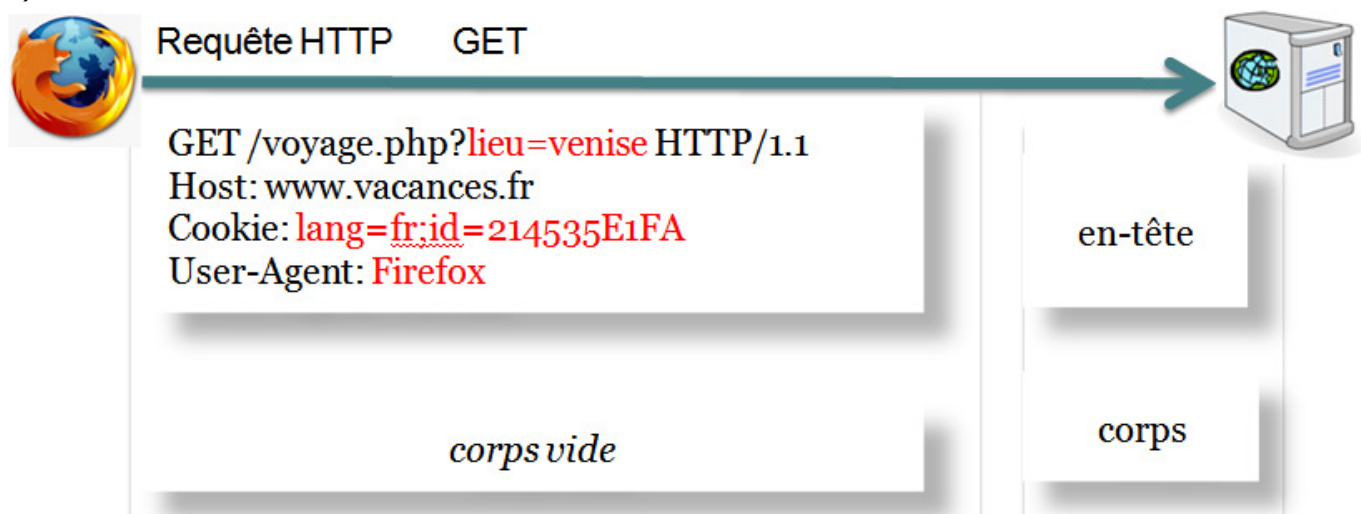 Requête HTTP GET
GET /voyage.php?lieu=venise HTTP/1.1
Host: www.vacances.fr
Cookie: lang=fr;id=214535E1FA
User-Agent: Firefox
en-tête
corps vide
corps